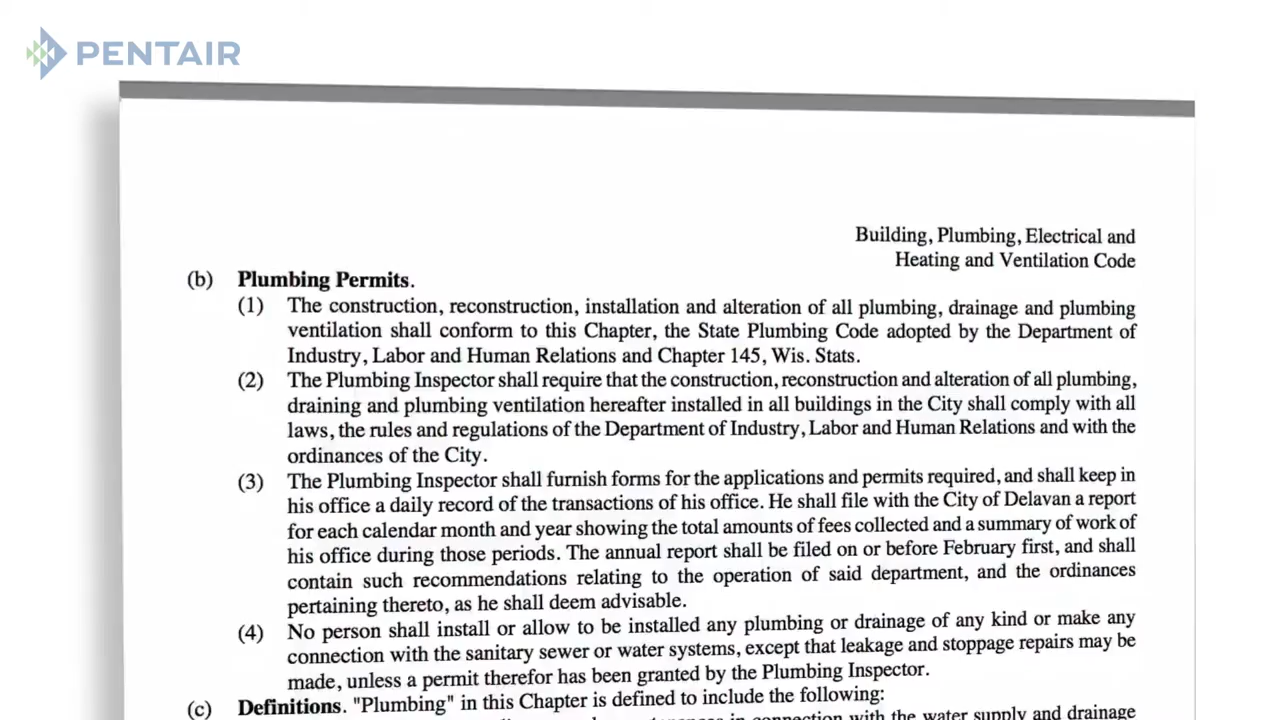 PENTAIR
Building, Plumbing, Electrical and
Heating and Ventilation Code
(b) Plumbing Permits.
(1) The construction, reconstruction, installation and alteration of all plumbing, drainage and plumbing
ventilation shall conform to this Chapter, the State Plumbing Code adopted by the Department of
Industry, Labor and Human Relations and Chapter 145, Wis. Stats.
(2) The Plumbing Inspector shall require that the construction, reconstruction and alteration of all plumbing,
draining and plumbing ventilation hereafter installed in all buildings in the City shall comply with all
laws, the rules and regulations of the Department of Industry, Labor and Human Relations and with the
ordinances of the City.
(3) The Plumbing Inspector shall furnish forms for the applications and permits required, and shall keep in
his office a daily record of the transactions of his office. He shall file with the City of Delavan a report
for each calendar month and year showing the total amounts of fees collected and a summary of work of
his office during those periods. The annual report shall be filed on or before February first, and shall
contain such recommendations relating to the operation of said department, and the ordinances
pertaining thereto, as he shall deem advisable.
(4) No person shall install or allow to be installed any plumbing or drainage of any kind or make any
connection with the sanitary sewer or water systems, except that leakage and stoppage repairs may be
made, unless a permit therefor has been granted by the Plumbing Inspector.
(c) Definitions. "Plumbing" in this Chapter is defined to include the following:
in connection with the water supply and drainage